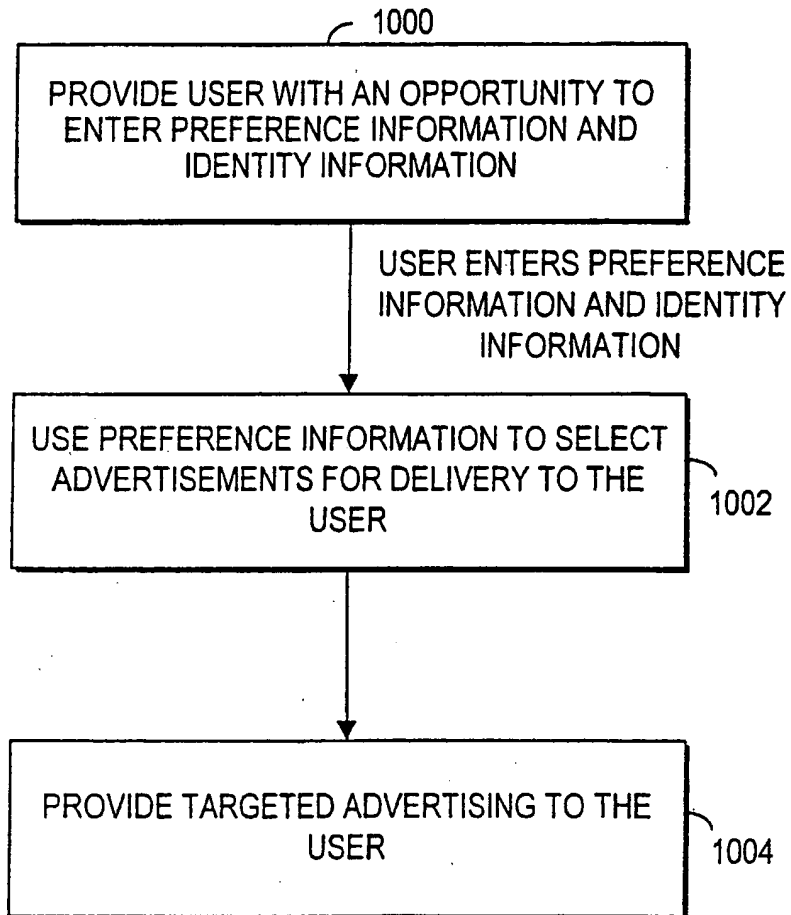 1000
PROVIDE USER WITH AN OPPORTUNITY TO
ENTER PREFERENCE INFORMATION AND
IDENTITY INFORMATION
USER ENTERS PREFERENCE
INFORMATION AND IDENTITY
INFORMATION
USE PREFERENCE INFORMATION TO SELECT
ADVERTISEMENTS FOR DELIVERY TO THE
USER
1002
PROVIDE TARGETED ADVERTISING TO THE
USER
1004